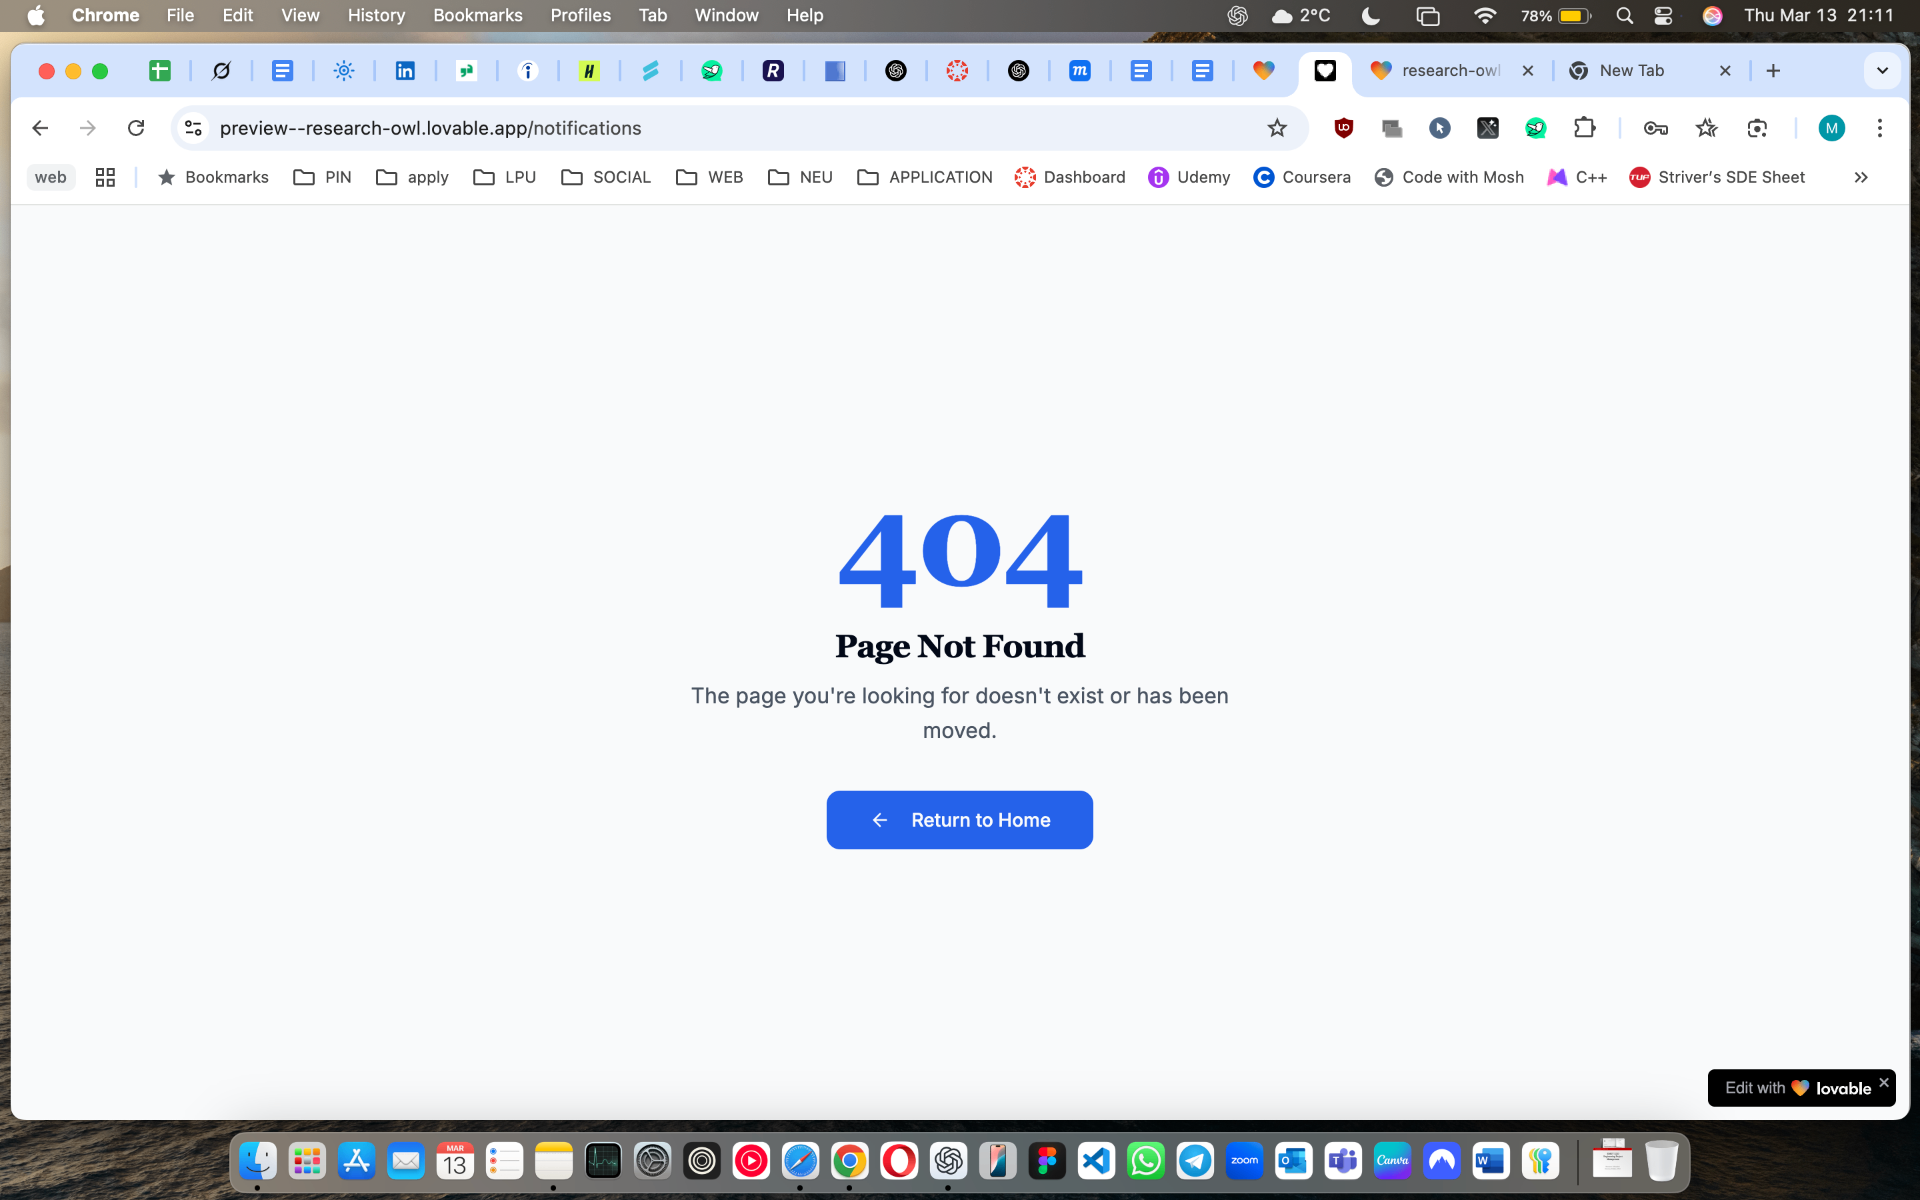 Chrome File Edit View History Bookmarks Profiles Tab Window Help 2°C 78% Thu Mar 13 21:11
research-owl New Tab
preview--research-owl.lovable.app/notifications M
web Bookmarks PIN apply LPU SOCIAL WEB NEU APPLICATION Dashboard Udemy Coursera Code with Mosh C++ TUF Striver's SDE Sheet
404
Page Not Found
The page you're looking for doesn't exist or has been
moved.
Return to Home
Edit with lovable
MAR
13
zoom
Canva